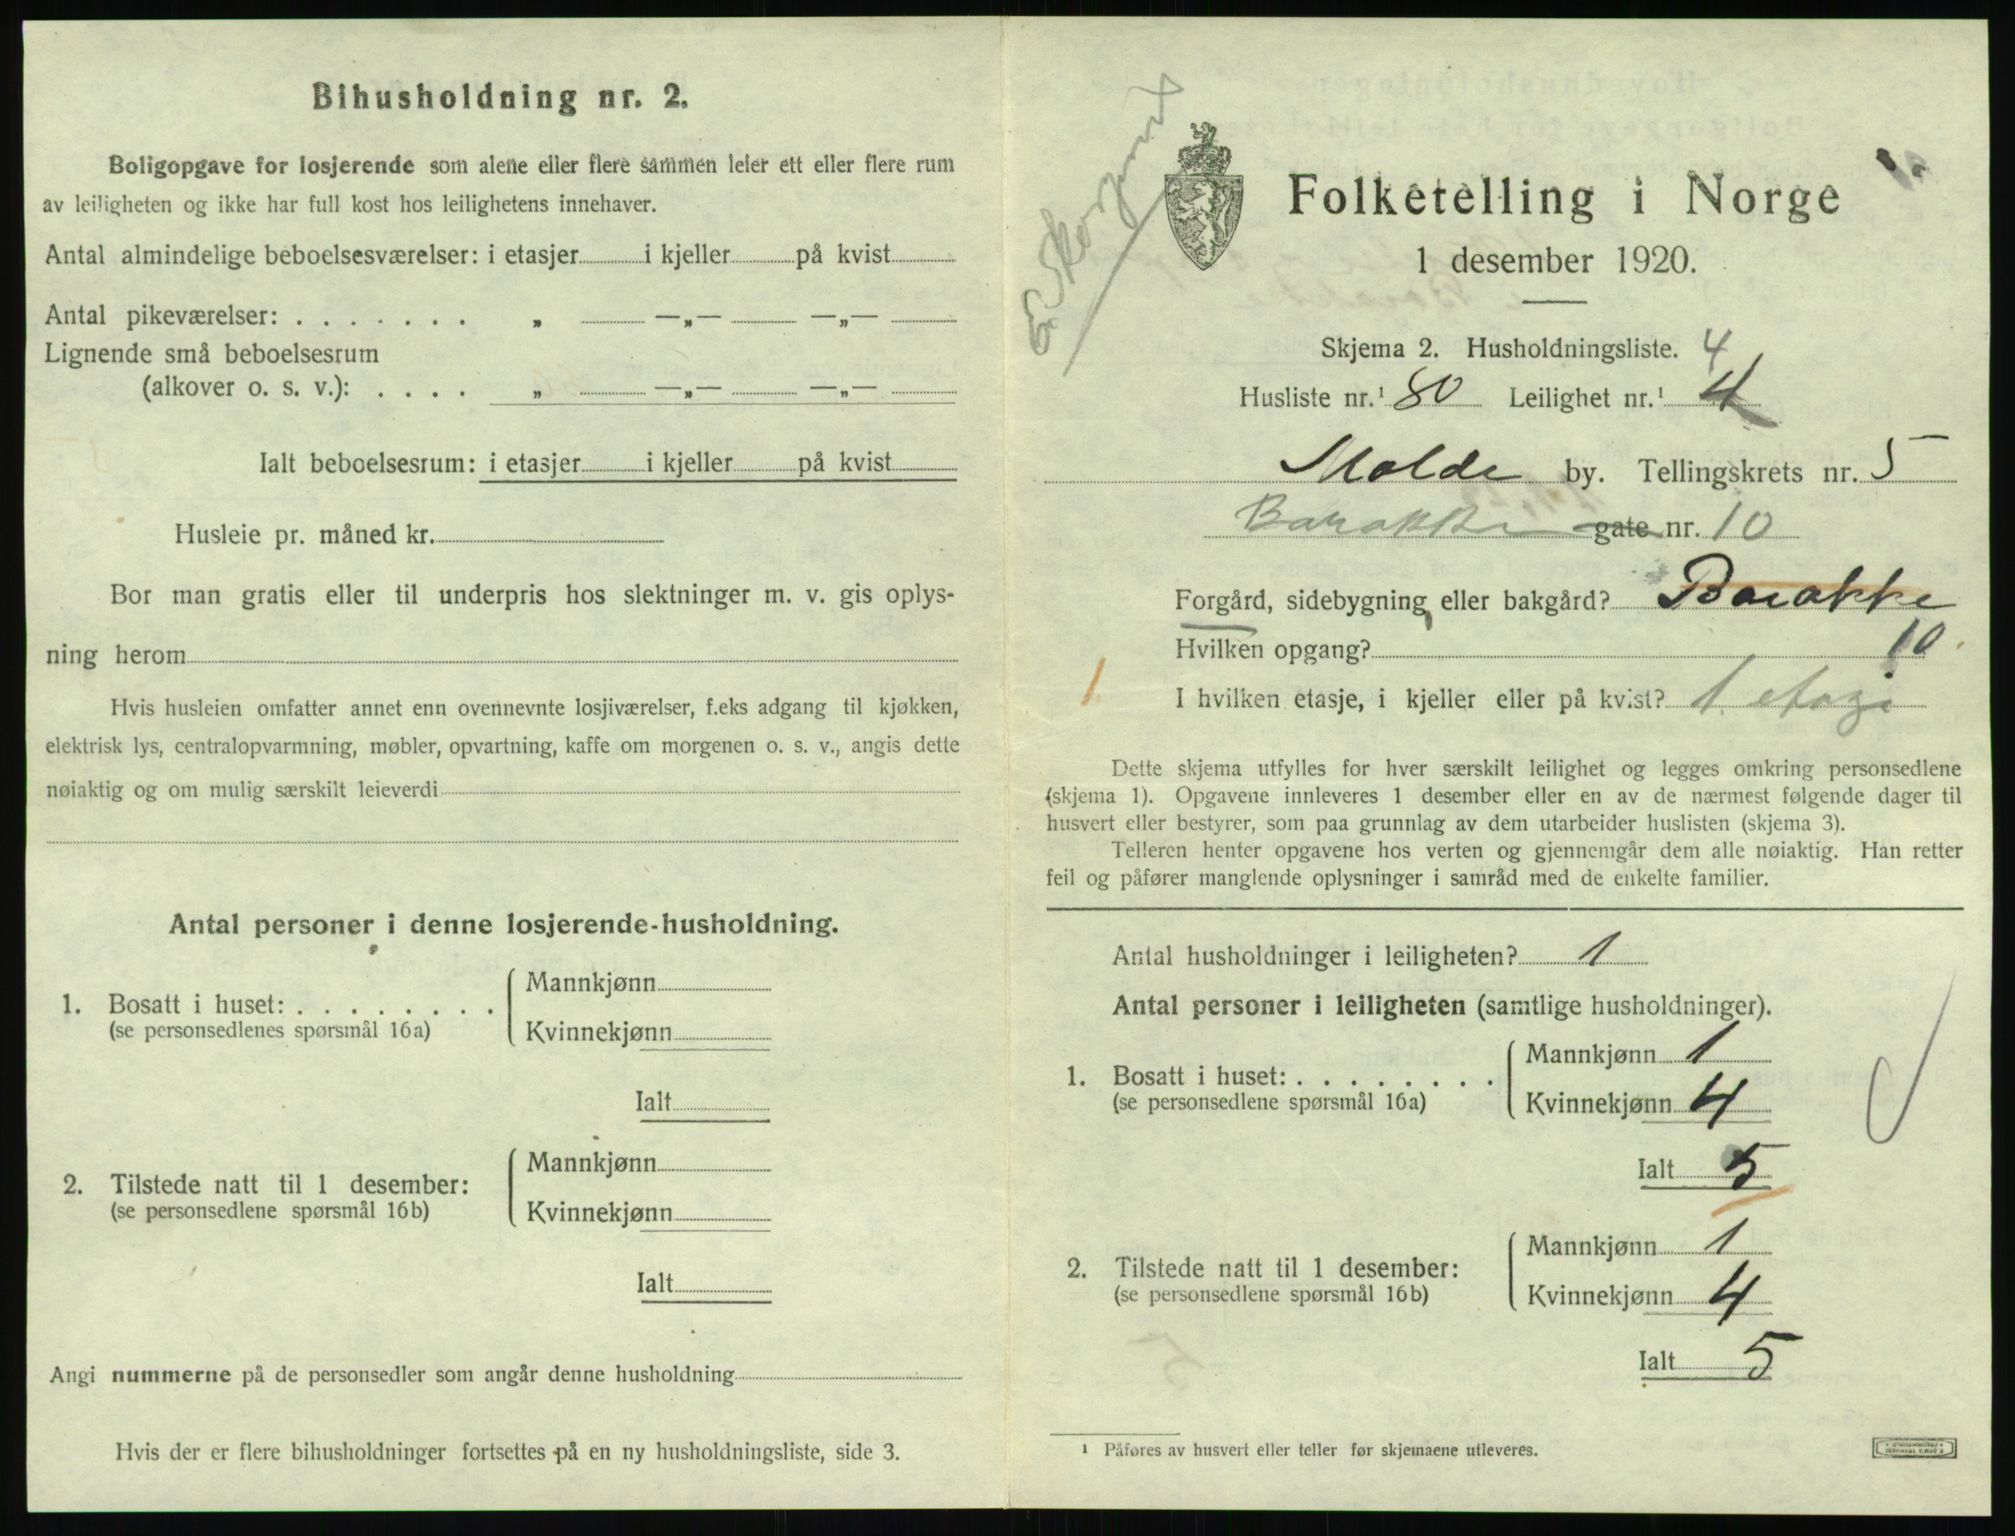 Bihusholdning nr. 2.
Boligopgave for losjerende som alene eller flere sammen leier ett eller flere rum
av leiligheten og ikke har full kost hos leilighetens innehaver.
Antal almindelige beboelsesværelser: i etasjer i kjeller på kvist
Antal pikeværelser: . . . . . . . „ —„— —„—
Lignende små beboelsesrum
(alkover o. s. v.): . . . . „ —„— —„—
Ialt beboelsesrum: i etasjer i kjeller på kvist
Husleie pr. måned kr.
Bor man gratis eller til underpris hos slektninger m. v. gis oplys-
ning herom
Hvis husleien omfatter annet enn ovennevnte losjiværelser, f.eks adgang til kjøkken,
elektrisk lys, centralopvarmning, møbler, opvartning, kaffe om morgenen o. s. v., angis dette
nøiaktig og om mulig særskilt leieverdi
Antal personer i denne losjerende-husholdning.
1. Bosatt i huset: . . . . . . . .
(se personsedlenes spørsmål 16a)
Mannkjønn
Kvinnekjønn
Ialt
2. Tilstede natt til 1 desember:
(se personsedlene spørsmål 16b)
Mannkjønn
Kvinnekjønn
Ialt
Angi nummerne på de personsedler som angår denne husholdning
Hvis der er flere bihusholdninger fortsettes på en ny husholdningsliste, side 3.
Folketelling i Norge
1 desember 1920.
Skjema 2. Husholdningsliste. 4
Husliste nr.¹ 80 Leilighet nr.¹ 4
Molde by. Tellingskrets nr. 5
Barakke gate nr. 10
Forgård, sidebygning eller bakgård? Barakke
Hvilken opgang? 10
1. I hvilken etasje, i kjeller eller på kvist? 1. etage
Dette skjema utfylles for hver særskilt leilighet og legges omkring personsedlene
(skjema 1). Opgavene innleveres 1 desember eller en av de nærmest følgende dager til
husvert eller bestyrer, som paa grunnlag av dem utarbeider huslisten (skjema 3).
Telleren henter opgavene hos verten og gjennemgår dem alle nøiaktig. Han retter
feil og påfører manglende oplysninger i samråd med de enkelte familier.
Antal husholdninger i leiligheten? 1
Antal personer i leiligheten (samtlige husholdninger).
1. Bosatt i huset: . . . . . . . .
(se personsedlene spørsmål 16a)
Mannkjønn 1
Kvinnekjønn 4
Ialt 5
2. Tilstede natt til 1 desember:
(se personsedlene spørsmål 16b)
Mannkjønn 1
Kvinnekjønn 4
Ialt 5
¹ Påføres av husvert eller teller før skjemaene utleveres.